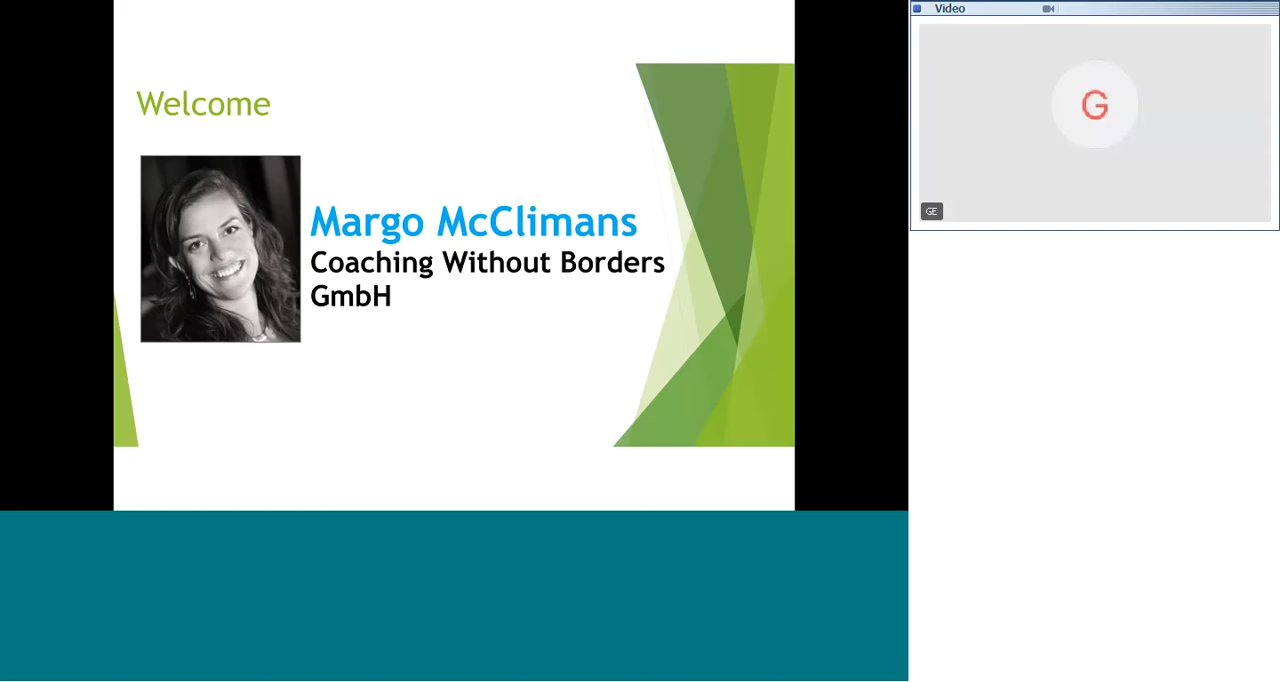 Video
G
GE
Welcome
Margo McClimans
Coaching Without Borders
GmbH